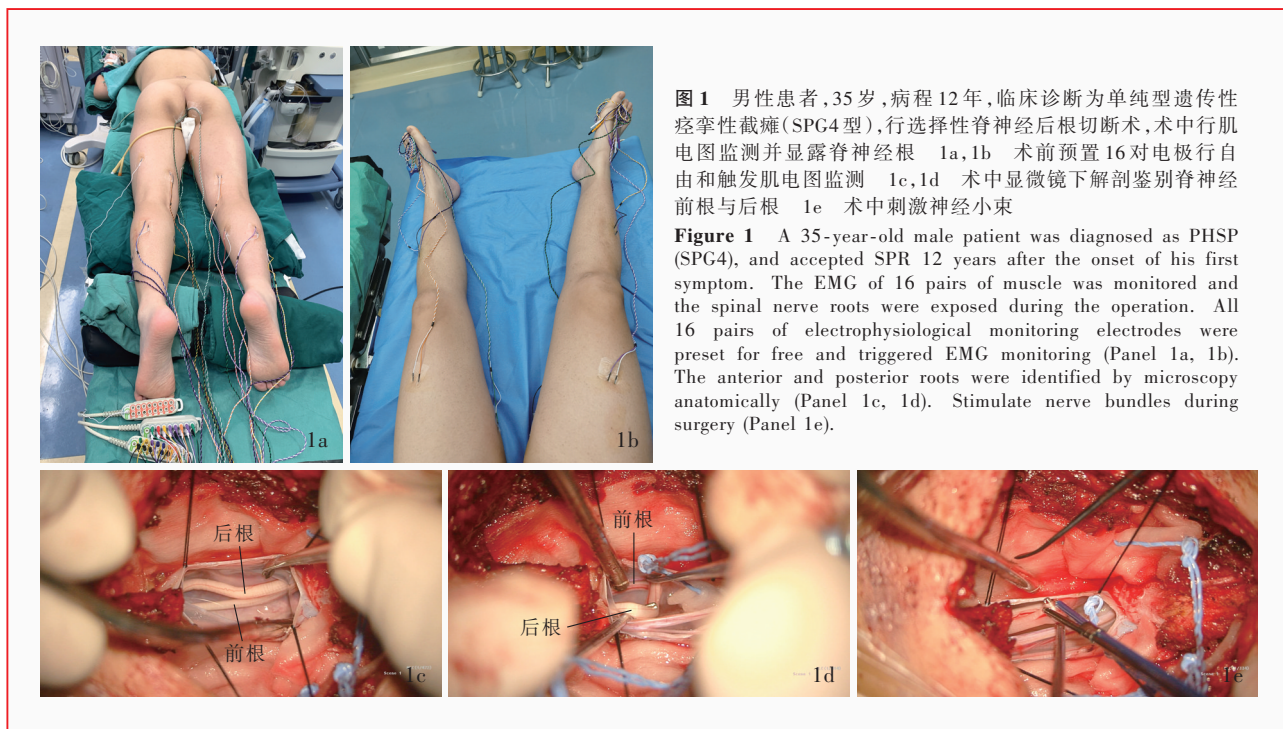 图1 男性患者,35岁,病程12年,临床诊断为单纯型遗传性
痉挛性截瘫(SPG4型),行选择性脊神经后根切断术,术中行肌
电图监测并显露脊神经根 1a,1b 术前预置16对电极行自
由和触发肌电图监测 1c,1d 术中显微镜下解剖鉴别脊神经
前根与后根 1e 术中刺激神经小束
Figure 1 A 35-year-old male patient was diagnosed as PHSP
(SPG4), and accepted SPR 12 years after the onset of his first
symptom. The EMG of 16 pairs of muscle was monitored and
the spinal nerve roots were exposed during the operation. All
16 pairs of electrophysiological monitoring electrodes were
preset for free and triggered EMG monitoring (Panel 1a, 1b).
The anterior and posterior roots were identified by microscopy
anatomically (Panel 1c, 1d). Stimulate nerve bundles during
surgery (Panel 1e).
1a
1b
后根
前根
1c
前根
后根
1d
1e